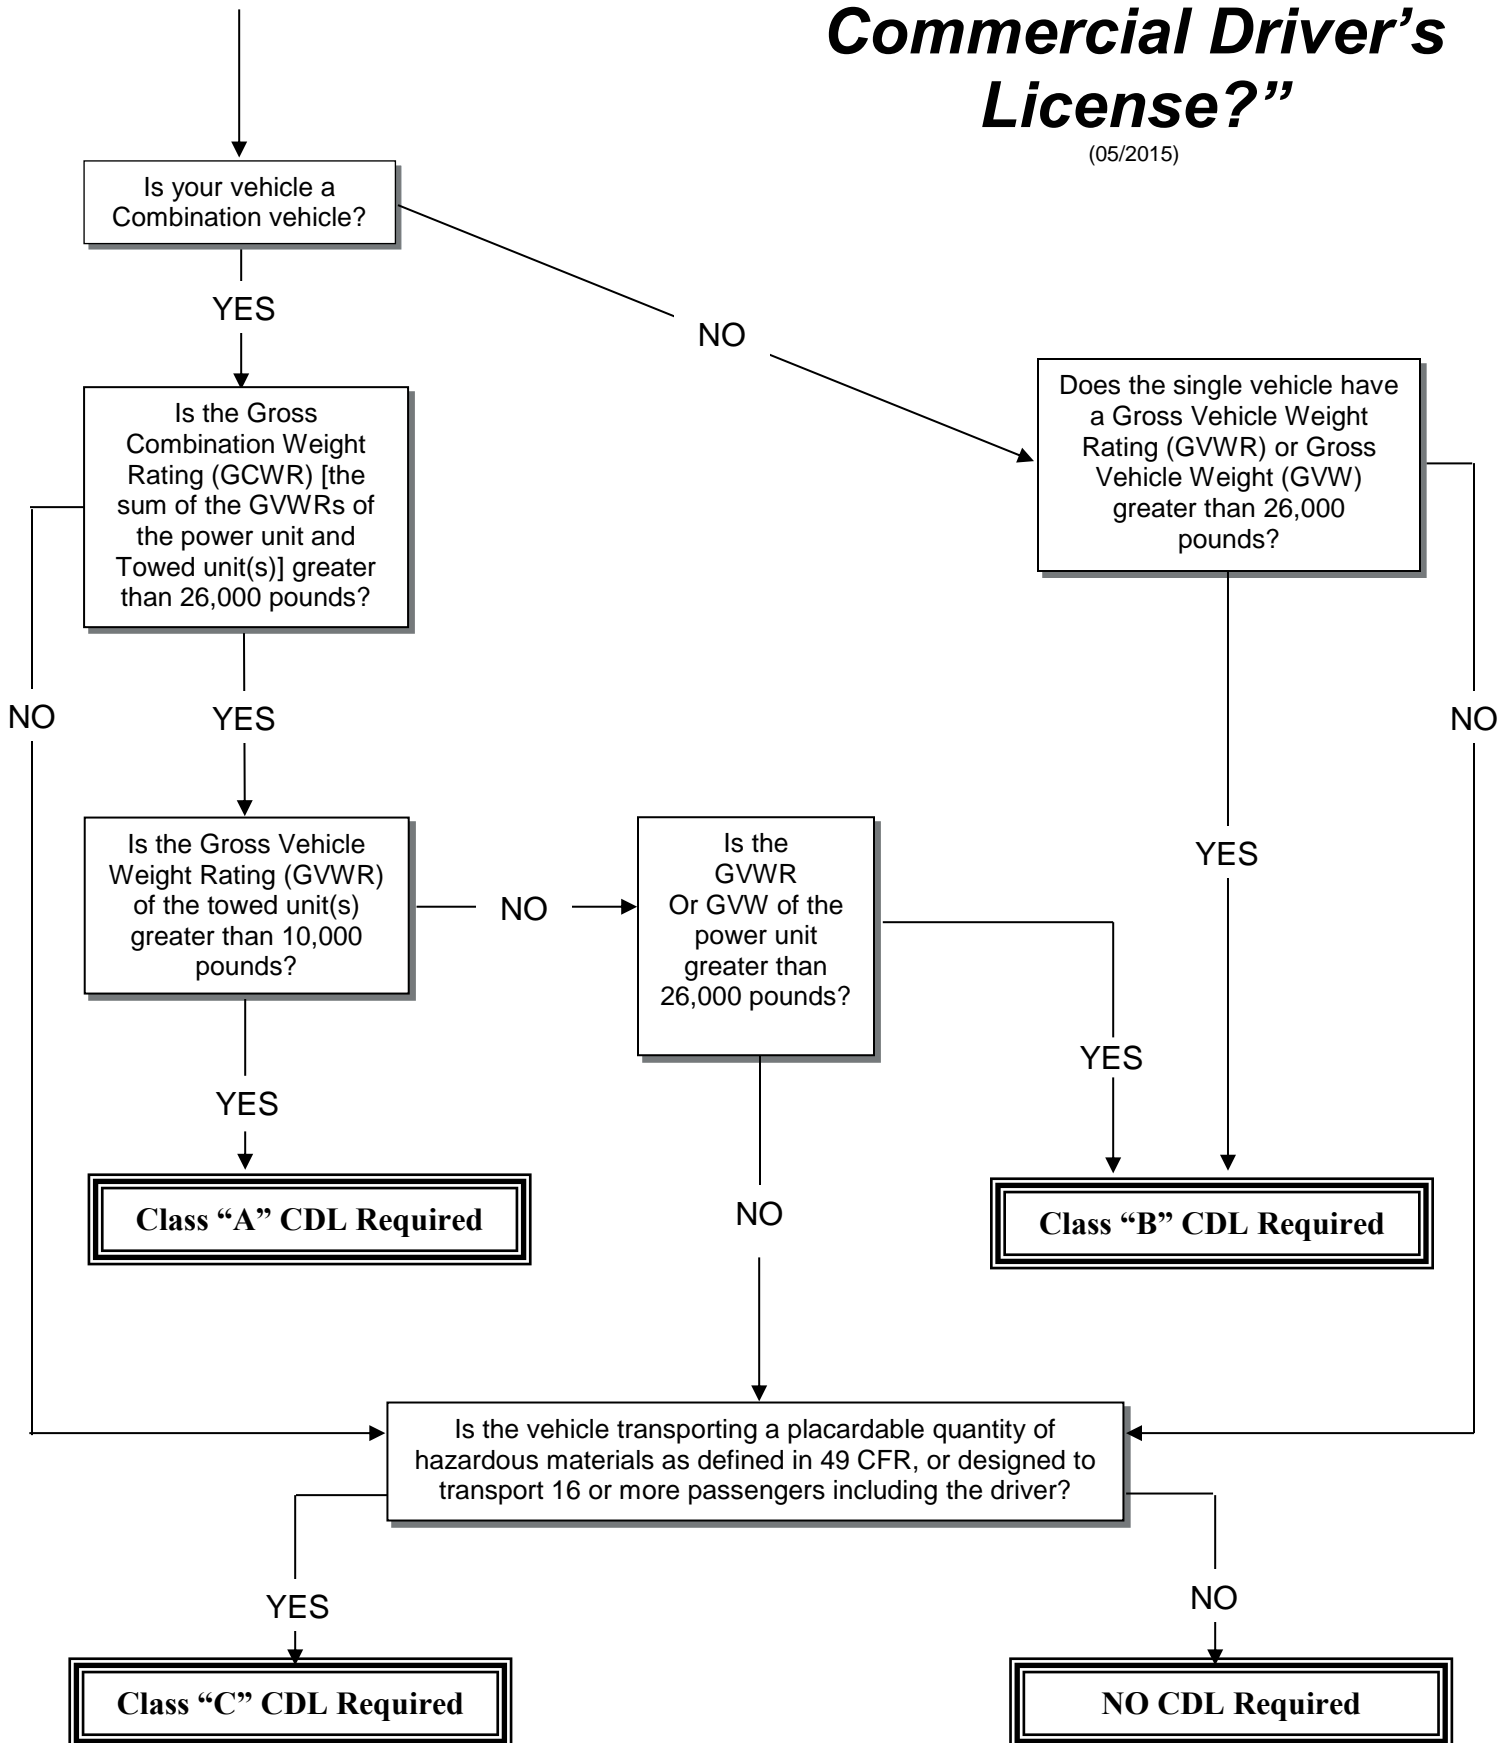 Commercial Driver’s
License?”
(05/2015)
Is your vehicle a
Combination vehicle?
YES
NO
Is the Gross
Combination Weight
Rating (GCWR) [the
sum of the GVWRs of
the power unit and
Towed unit(s)] greater
than 26,000 pounds?
Does the single vehicle have
a Gross Vehicle Weight
Rating (GVWR) or Gross
Vehicle Weight (GVW)
greater than 26,000
pounds?
NO
YES
NO
Is the Gross Vehicle
Weight Rating (GVWR)
of the towed unit(s)
greater than 10,000
pounds?
NO
Is the
GVWR
Or GVW of the
power unit
greater than
26,000 pounds?
YES
YES
YES
NO
Class “A” CDL Required
Class “B” CDL Required
Is the vehicle transporting a placardable quantity of
hazardous materials as defined in 49 CFR, or designed to
transport 16 or more passengers including the driver?
YES
NO
Class “C” CDL Required
NO CDL Required